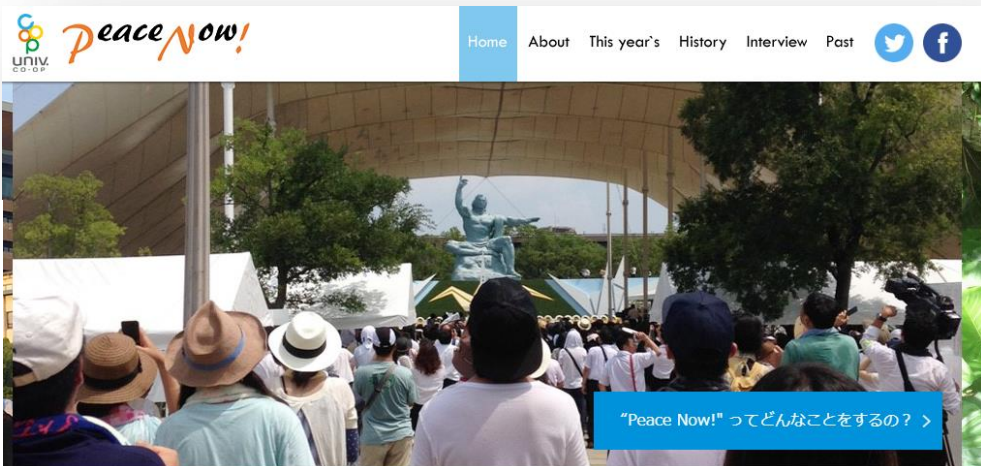 UNIV.
CO-OP
Peace Now!
Home About This year`s History Interview Past
“Peace Now!" ってどんなことをするの？